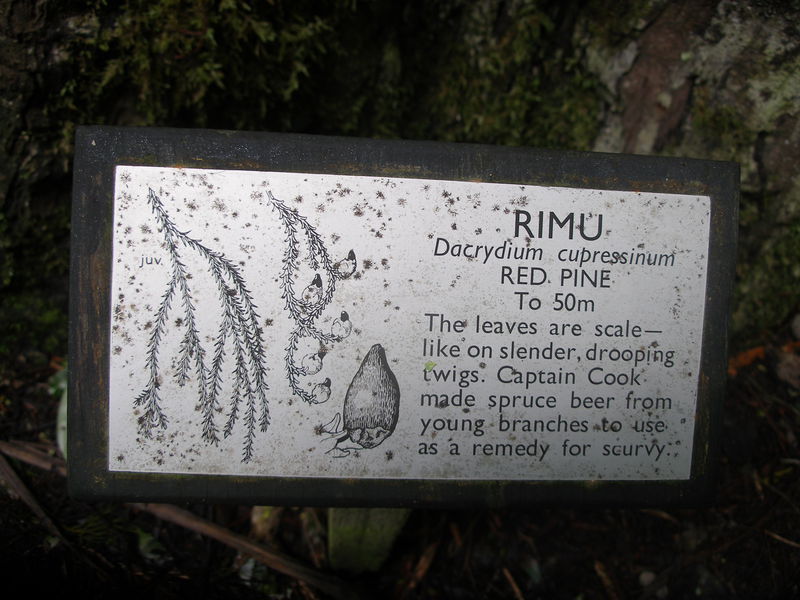 juv.
RIMU
Dacrydium cupressinum
RED PINE
To 50m
The leaves are scale—
like on slender, drooping
twigs. Captain Cook
made spruce beer from
young branches to use
as a remedy for scurvy.